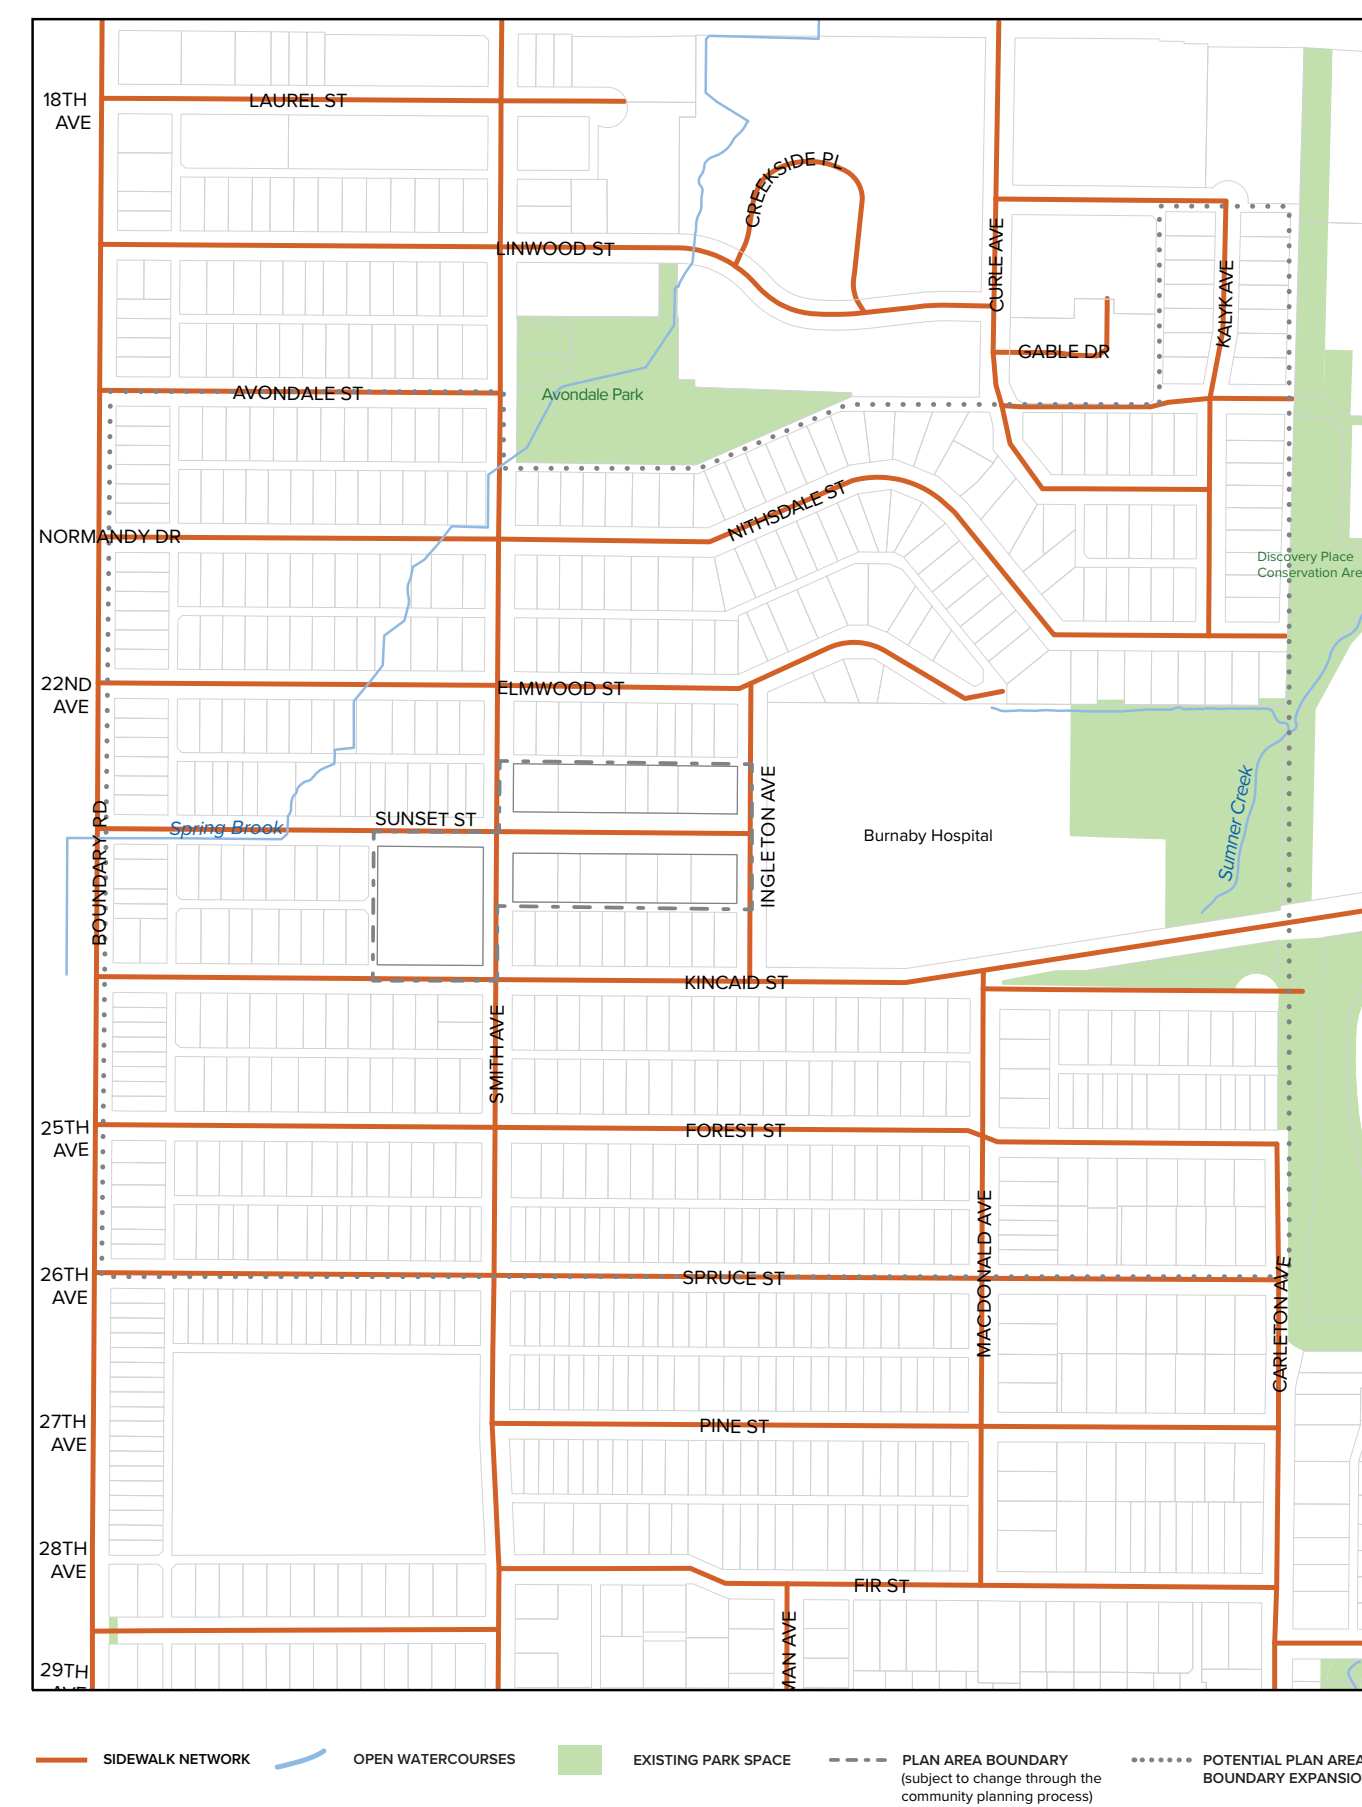 18TH
AVE
LAUREL ST
CREEKSIDE PL
LINWOOD ST
CURLE AVE
KALYK AVE
GABLE DR
AVONDALE ST
Avondale Park
NITHSDALE ST
NORMANDY DR
Discovery Place
Conservation Are
22ND
AVE
ELMWOOD ST
INGLETON AVE
Sumner Creek
BOUNDARY RD
Spring Brook
SUNSET ST
Burnaby Hospital
KINCAID ST
SMITH AVE
25TH
AVE
FOREST ST
MACDONALD AVE
26TH
AVE
SPRUCE ST
CARLETON AVE
27TH
AVE
PINE ST
28TH
AVE
FIR ST
MAN AVE
29TH
AVE
SIDEWALK NETWORK
OPEN WATERCOURSES
EXISTING PARK SPACE
PLAN AREA BOUNDARY
(subject to change through the
community planning process)
POTENTIAL PLAN AREA
BOUNDARY EXPANSIO